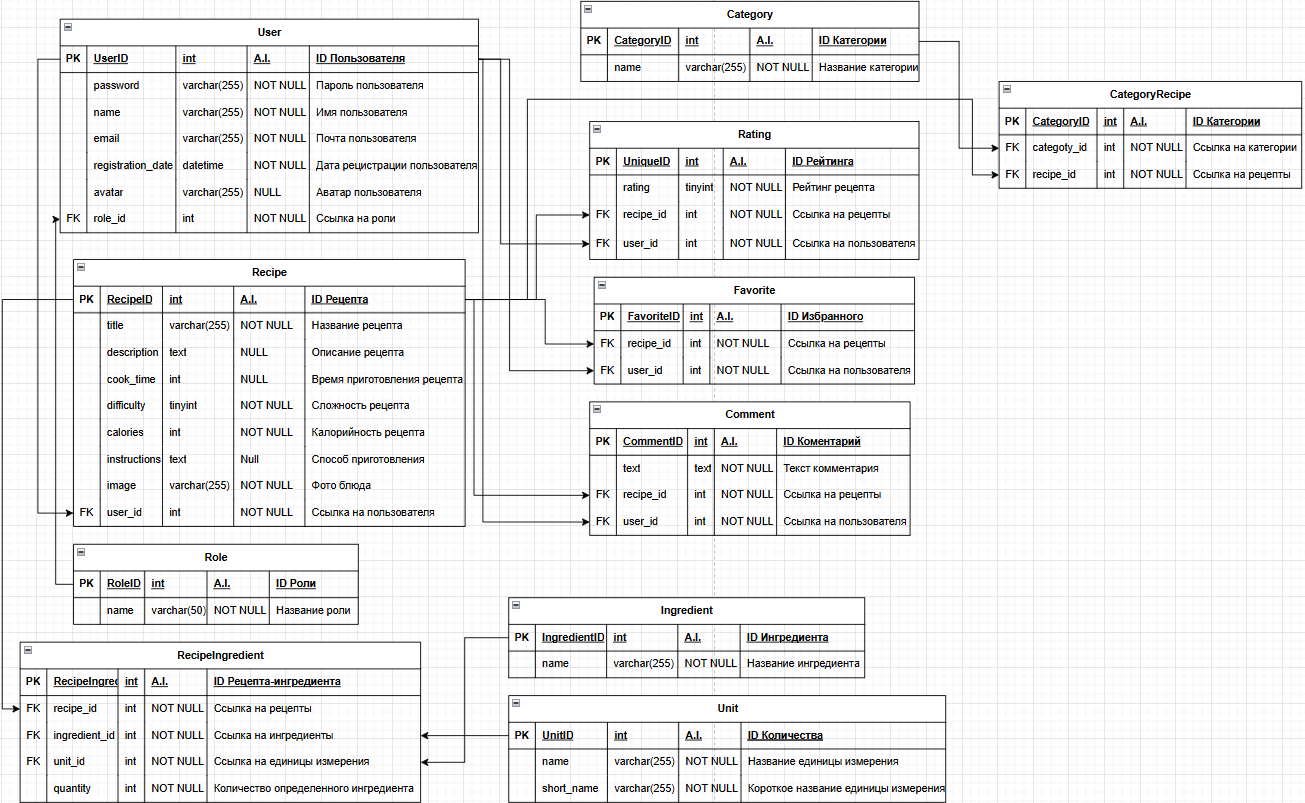 User
PK UserID int A.I. ID Пользователя
password varchar(255) NOT NULL Пароль пользователя
name varchar(255) NOT NULL Имя пользователя
email varchar(255) NOT NULL Почта пользователя
registration_date datetime NOT NULL Дата рецистрации пользователя
avatar varchar(255) NULL Аватар пользователя
FK role_id int NOT NULL Ссылка на роли
Recipe
PK RecipeID int A.I. ID Рецепта
title varchar(255) NOT NULL Название рецепта
description text NULL Описание рецепта
cook_time int NULL Время приготовления рецепта
difficulty tinyint NOT NULL Сложность рецепта
calories int NOT NULL Калорийность рецепта
instructions text Null Способ приготовления
image varchar(255) NOT NULL Фото блюда
FK user_id int NOT NULL Ссылка на пользователя
Role
PK RoleID int A.I. ID Роли
name varchar(50) NOT NULL Название роли
RecipeIngredient
PK RecipeIngred int A.I. ID Рецепта-ингредиента
FK recipe_id int NOT NULL Ссылка на рецепты
FK ingredient_id int NOT NULL Ссылка на ингредиенты
FK unit_id int NOT NULL Ссылка на единицы измерения
quantity int NOT NULL Количество определенного ингредиента
Category
PK CategoryID int A.I. ID Категории
name varchar(255) NOT NULL Название категории
CategoryRecipe
PK CategoryID int A.I. ID Категории
FK categoty_id int NOT NULL Ссылка на категории
FK recipe_id int NOT NULL Ссылка на рецепты
Rating
PK UniqueID int A.I. ID Рейтинга
rating tinyint NOT NULL Рейтинг рецепта
FK recipe_id int NOT NULL Ссылка на рецепты
FK user_id int NOT NULL Ссылка на пользователя
Favorite
PK FavoriteID int A.I. ID Избранного
FK recipe_id int NOT NULL Ссылка на рецепты
FK user_id int NOT NULL Ссылка на пользователя
Comment
PK CommentID int A.I. ID Коментарий
text text NOT NULL Текст комментария
FK recipe_id int NOT NULL Ссылка на рецепты
FK user_id int NOT NULL Ссылка на пользователя
Ingredient
PK IngredientID int A.I. ID Ингредиента
name varchar(255) NOT NULL Название ингредиента
Unit
PK UnitID int A.I. ID Количества
name varchar(255) NOT NULL Название единицы измерения
short_name varchar(255) NOT NULL Короткое название единицы измерения